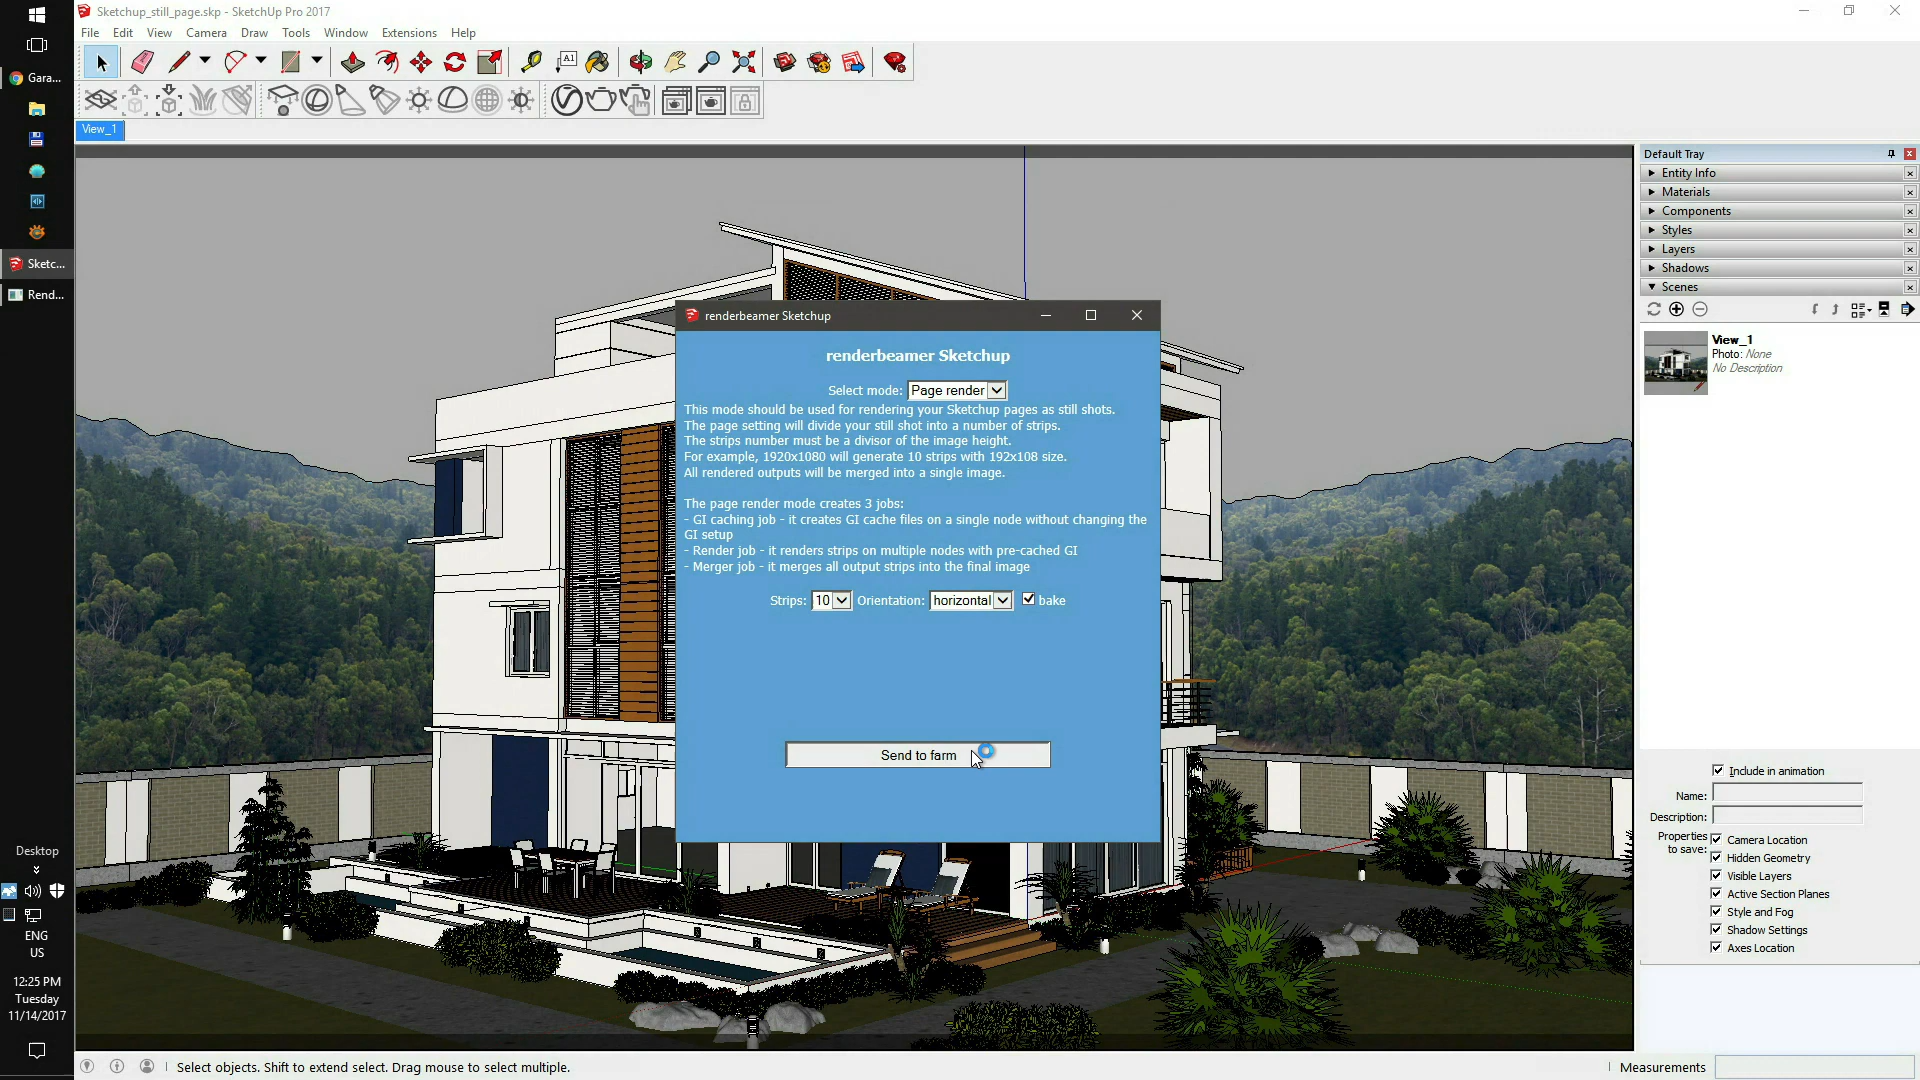 Sketchup_still_page.skp - SketchUp Pro 2017
File Edit View Camera Draw Tools Window Extensions Help
A1
View_1
Gara...
Sketc...
Rend...
Desktop
ENG
US
12:25 PM
Tuesday
11/14/2017
renderbeamer Sketchup
renderbeamer Sketchup
Select mode: Page render
This mode should be used for rendering your Sketchup pages as still shots.
The page setting will divide your still shot into a number of strips.
The strips number must be a divisor of the image height.
For example, 1920x1080 will generate 10 strips with 192x108 size.
All rendered outputs will be merged into a single image.
The page render mode creates 3 jobs:
- GI caching job - it creates GI cache files on a single node without changing the
GI setup
- Render job - it renders strips on multiple nodes with pre-cached GI
- Merger job - it merges all output strips into the final image
Strips: 10 Orientation: horizontal bake
Send to farm
Default Tray
Entity Info
Materials
Components
Styles
Layers
Shadows
Scenes
View_1
Photo: None
No Description
Include in animation
Name:
Description:
Properties
to save:
Camera Location
Hidden Geometry
Visible Layers
Active Section Planes
Style and Fog
Shadow Settings
Axes Location
Select objects. Shift to extend select. Drag mouse to select multiple.
Measurements